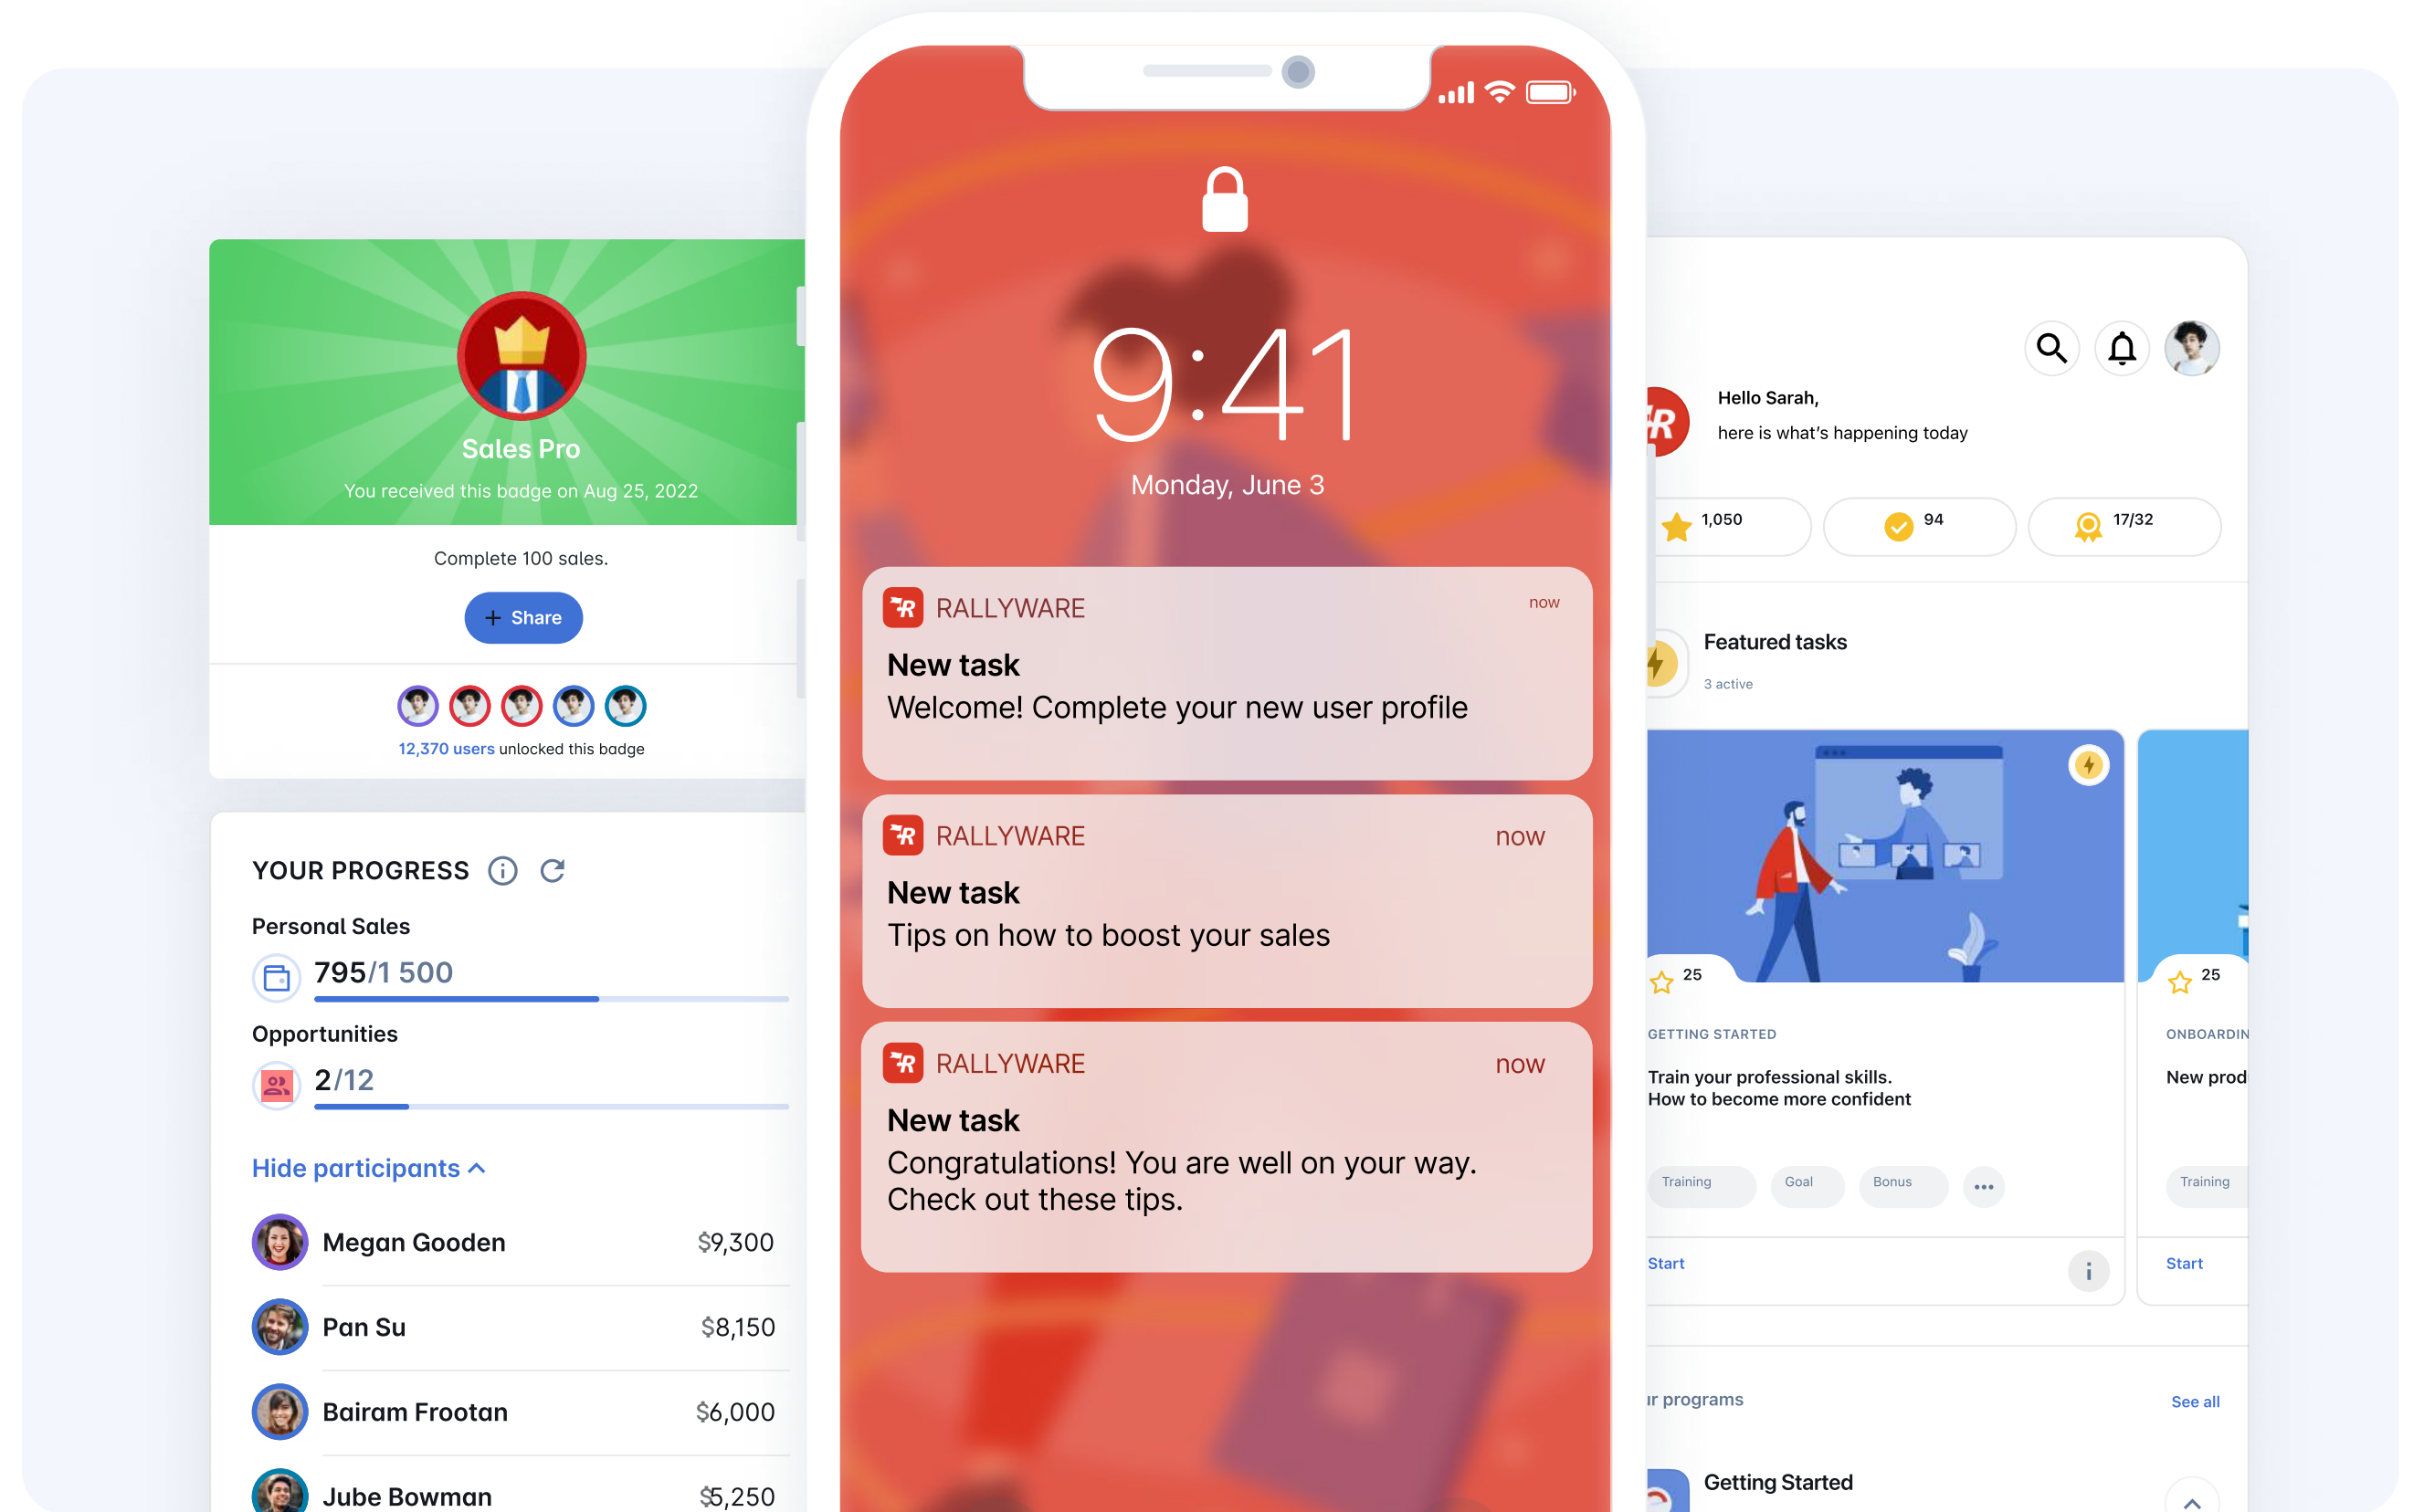 Sales Pro
You received this badge on Aug 25, 2022
Complete 100 sales.
+ Share
12,370 users unlocked this badge
YOUR PROGRESS
Personal Sales
795/1 500
Opportunities
2/12
Hide participants
Megan Gooden $9,300
Pan Su $8,150
Bairam Frootan $6,000
Jube Bowman $5,250
9:41
Monday, June 3
RALLYWARE now
New task
Welcome! Complete your new user profile
RALLYWARE now
New task
Tips on how to boost your sales
RALLYWARE now
New task
Congratulations! You are well on your way.
Check out these tips.
R
Hello Sarah,
here is what's happening today
1,050 94 17/32
Featured tasks
3 active
25
GETTING STARTED
Train your professional skills.
How to become more confident
Training Goal Bonus •••
Start
25
ONBOARDIN
New prod
Training
Start
r programs See all
Getting Started